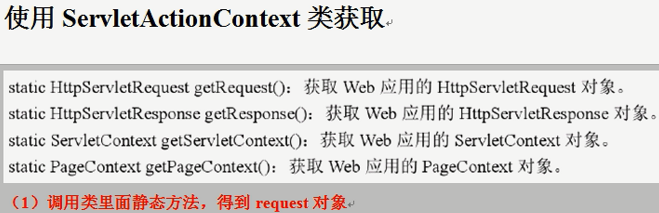 使用 ServletActionContext 类获取
static HttpServletRequest getRequest()：获取 Web 应用的 HttpServletRequest 对象。
static HttpServletResponse getResponse()：获取 Web 应用的 HttpServletResponse 对象。
static ServletContext getServletContext()：获取 Web 应用的 ServletContext 对象。
static PageContext getPageContext()：获取 Web 应用的 PageContext 对象。
（1）调用类里面静态方法，得到 request 对象